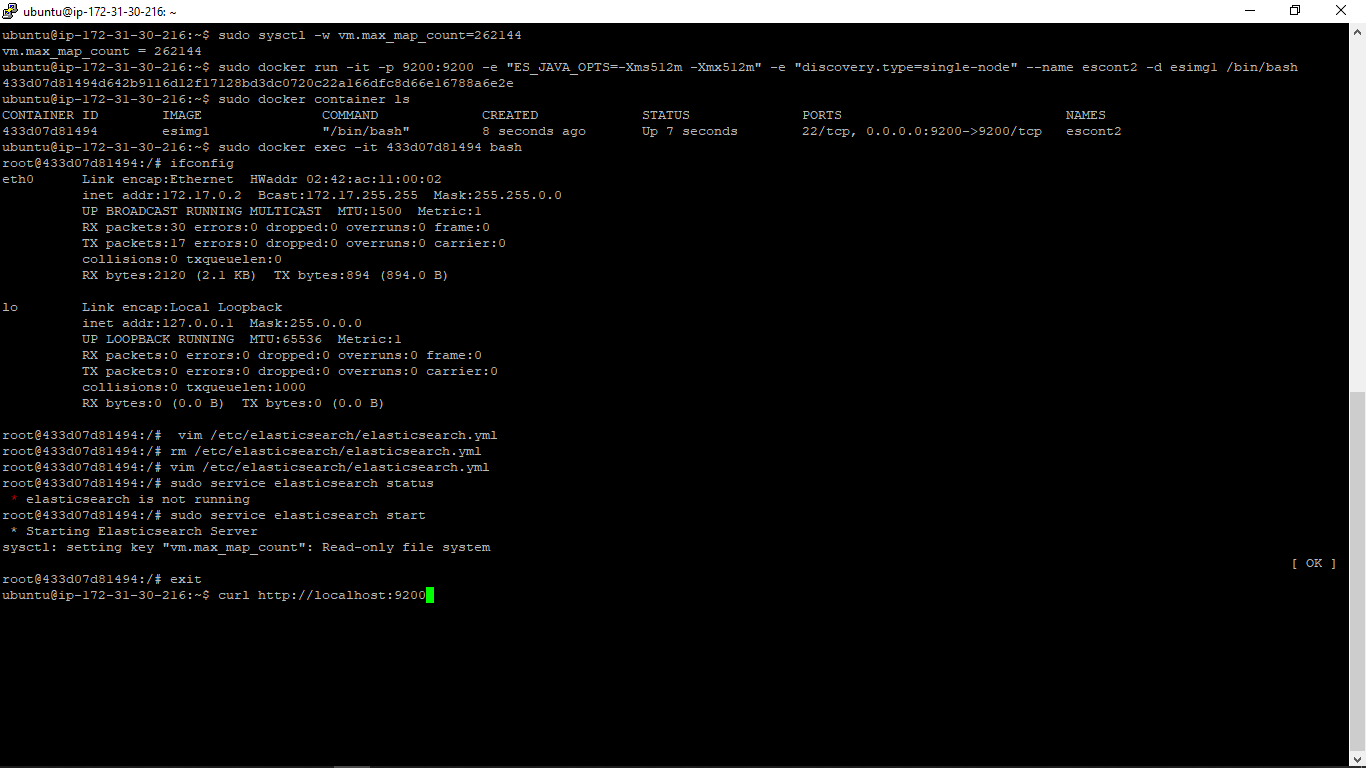 ubuntu@ip-172-31-30-216: ~
ubuntu@ip-172-31-30-216:~$ sudo sysctl -w vm.max_map_count=262144
vm.max_map_count = 262144
ubuntu@ip-172-31-30-216:~$ sudo docker run -it -p 9200:9200 -e "ES_JAVA_OPTS=-Xms512m -Xmx512m" -e "discovery.type=single-node" --name escont2 -d esimg1 /bin/bash
433d07d81494d642b9116d12f17128bd3dc0720c22a166dfc8d66e16788a6e2e
ubuntu@ip-172-31-30-216:~$ sudo docker container ls
CONTAINER ID        IMAGE               COMMAND             CREATED             STATUS              PORTS                            NAMES
433d07d81494        esimg1              "/bin/bash"         8 seconds ago       Up 7 seconds        22/tcp, 0.0.0.0:9200->9200/tcp   escont2
ubuntu@ip-172-31-30-216:~$ sudo docker exec -it 433d07d81494 bash
root@433d07d81494:/# ifconfig
eth0      Link encap:Ethernet  HWaddr 02:42:ac:11:00:02
          inet addr:172.17.0.2  Bcast:172.17.255.255  Mask:255.255.0.0
          UP BROADCAST RUNNING MULTICAST  MTU:1500  Metric:1
          RX packets:30 errors:0 dropped:0 overruns:0 frame:0
          TX packets:17 errors:0 dropped:0 overruns:0 carrier:0
          collisions:0 txqueuelen:0
          RX bytes:2120 (2.1 KB)  TX bytes:894 (894.0 B)
lo        Link encap:Local Loopback
          inet addr:127.0.0.1  Mask:255.0.0.0
          UP LOOPBACK RUNNING  MTU:65536  Metric:1
          RX packets:0 errors:0 dropped:0 overruns:0 frame:0
          TX packets:0 errors:0 dropped:0 overruns:0 carrier:0
          collisions:0 txqueuelen:1000
          RX bytes:0 (0.0 B)  TX bytes:0 (0.0 B)
root@433d07d81494:/#  vim /etc/elasticsearch/elasticsearch.yml
root@433d07d81494:/# rm /etc/elasticsearch/elasticsearch.yml
root@433d07d81494:/# vim /etc/elasticsearch/elasticsearch.yml
root@433d07d81494:/# sudo service elasticsearch status
 * elasticsearch is not running
root@433d07d81494:/# sudo service elasticsearch start
 * Starting Elasticsearch Server
sysctl: setting key "vm.max_map_count": Read-only file system
[ OK ]
root@433d07d81494:/# exit
ubuntu@ip-172-31-30-216:~$ curl http://localhost:9200